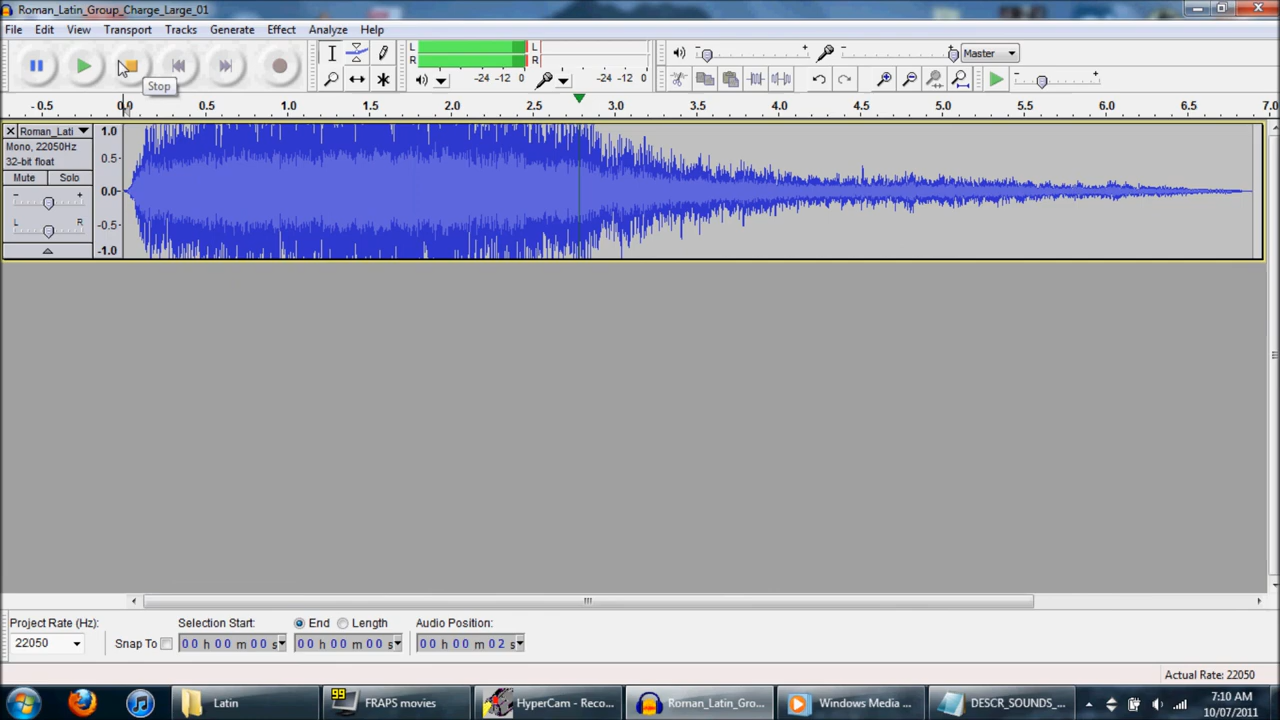 Roman_Latin_Group_Charge_Large_01
File Edit View Transport Tracks Generate Effect Analyze Help
L L
R R
-24 -12 0 -24 -12 0
Master
Stop
-0.5 0.0 0.5 1.0 1.5 2.0 2.5 3.0 3.5 4.0 4.5 5.0 5.5 6.0 6.5 7.0
Roman_Lati
Mono, 22050Hz
32-bit float
Mute Solo
- +
L R
1.0
0.5-
0.0-
-0.5-
-1.0
Project Rate (Hz): Selection Start: End Length Audio Position:
22050 Snap To 00 h 00 m 00 s 00 h 00 m 00 s 00 h 00 m 02 s
Actual Rate: 22050
Latin
99 FRAPS movies
HyperCam - Reco...
Roman_Latin_Gro...
Windows Media ...
DESCR_SOUNDS_...
7:10 AM
10/07/2011